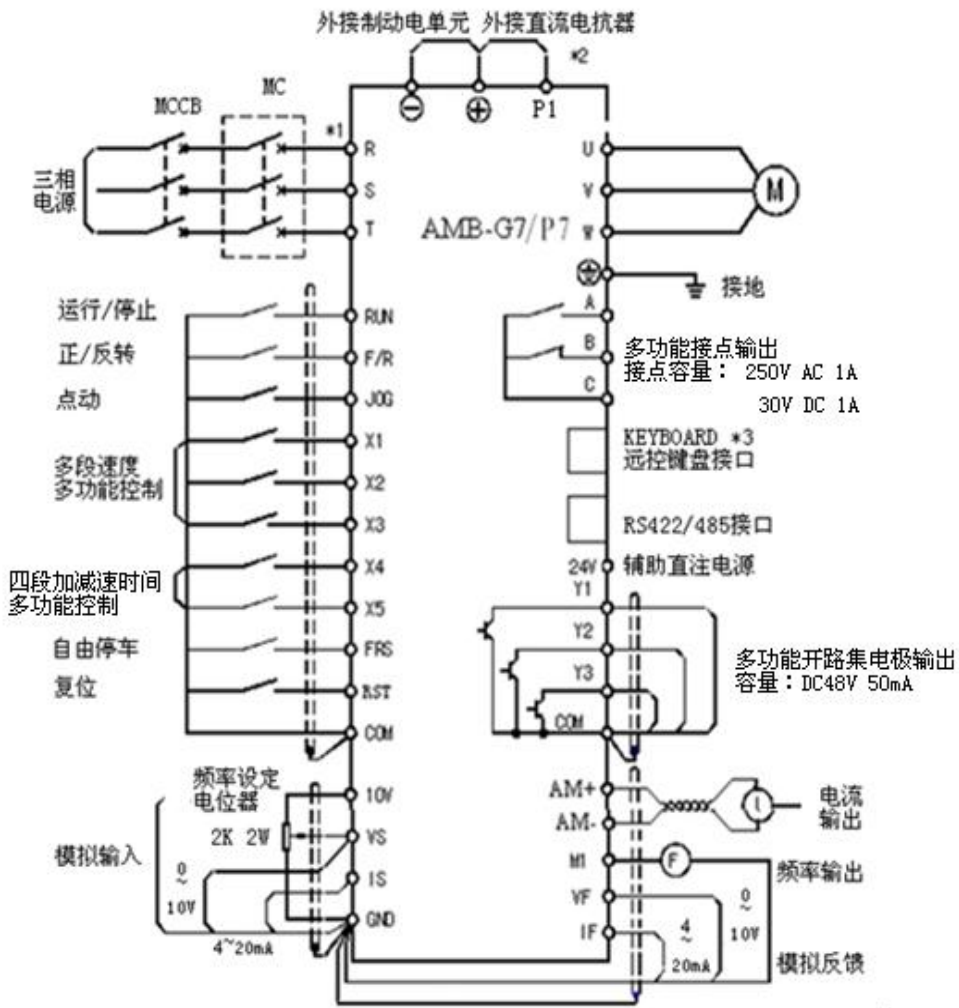 外接制动电单元 外接直流电抗器
*2
MCCB
MC
P1
*1
R
S
T
三相
电源
U
V
W
M
AMB-G7/P7
接地
运行/停止
正/反转
点动
多段速度
多功能控制
四段加减速时间
多功能控制
自由停车
复位
RUN
F/R
JOG
X1
X2
X3
X4
X5
FRS
RST
COM
A
B
C
多功能接点输出
接点容量： 250V AC 1A
30V DC 1A
KEYBOARD *3
远控键盘接口
RS422/485接口
24V
辅助直注电源
Y1
Y2
Y3
COM
多功能开路集电极输出
容量：DC48V 50mA
频率设定
电位器
2K 2W
模拟输入
0
~
10V
4~20mA
10V
VS
IS
GND
AM+
AM-
M1
VF
IF
I
电流
输出
F
频率输出
0
~
10V
4
~
20mA
模拟反馈